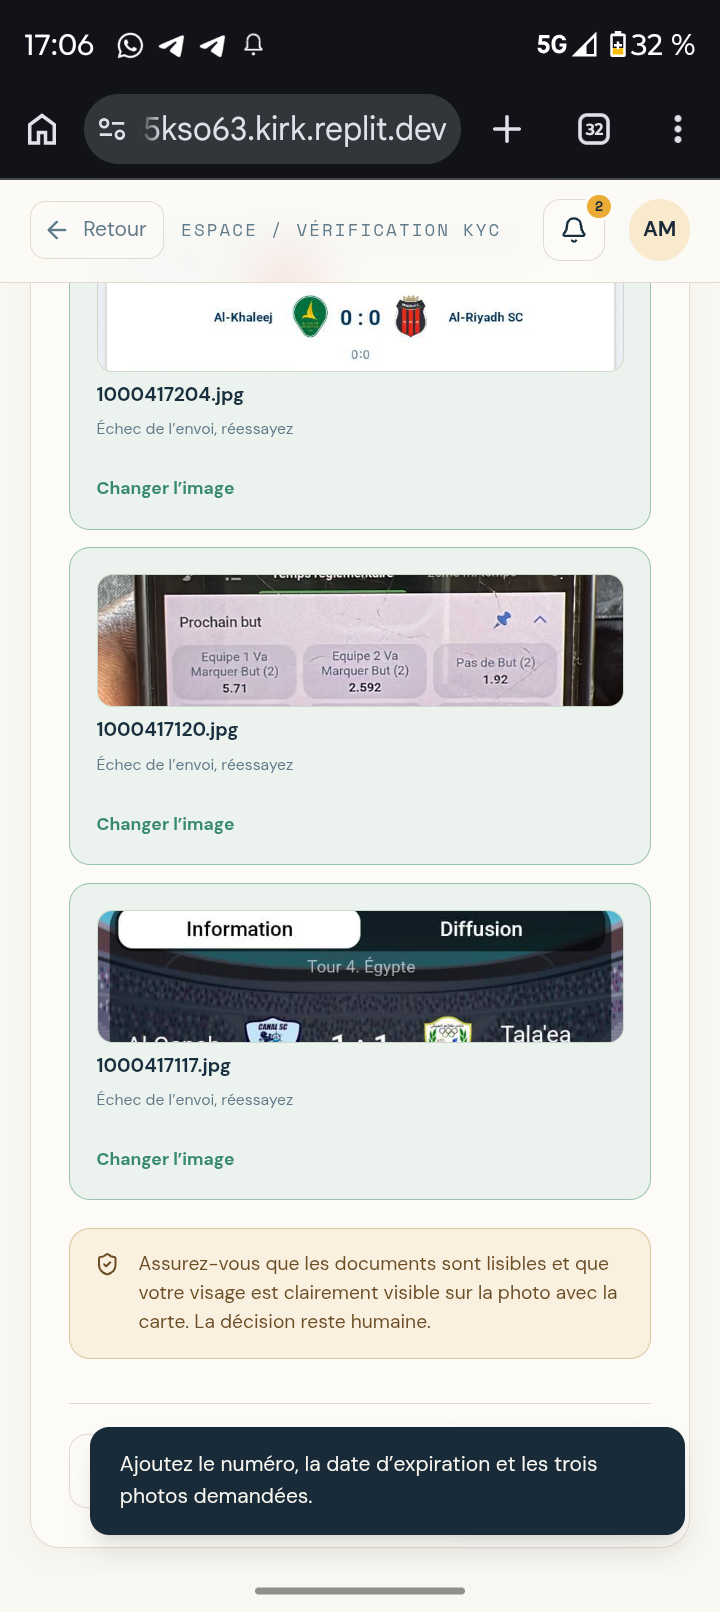 17:06
5G
32 %
5kso63.kirk.replit.dev
32
Retour
ESPACE / VÉRIFICATION KYC
2
AM
Al-Khaleej
0 : 0
Al-Riyadh SC
0:0
1000417204.jpg
Échec de l’envoi, réessayez
Changer l’image
Temps réglementaire
Prochain but
Equipe 1 Va
Marquer But (2)
5.71
Equipe 2 Va
Marquer But (2)
2.592
Pas de But (2)
1.92
1000417120.jpg
Échec de l’envoi, réessayez
Changer l’image
Information
Diffusion
Tour 4. Égypte
CANAL SC
1 : 1
Tala'ea
1000417117.jpg
Échec de l’envoi, réessayez
Changer l’image
Assurez-vous que les documents sont lisibles et que
votre visage est clairement visible sur la photo avec la
carte. La décision reste humaine.
Ajoutez le numéro, la date d’expiration et les trois
photos demandées.